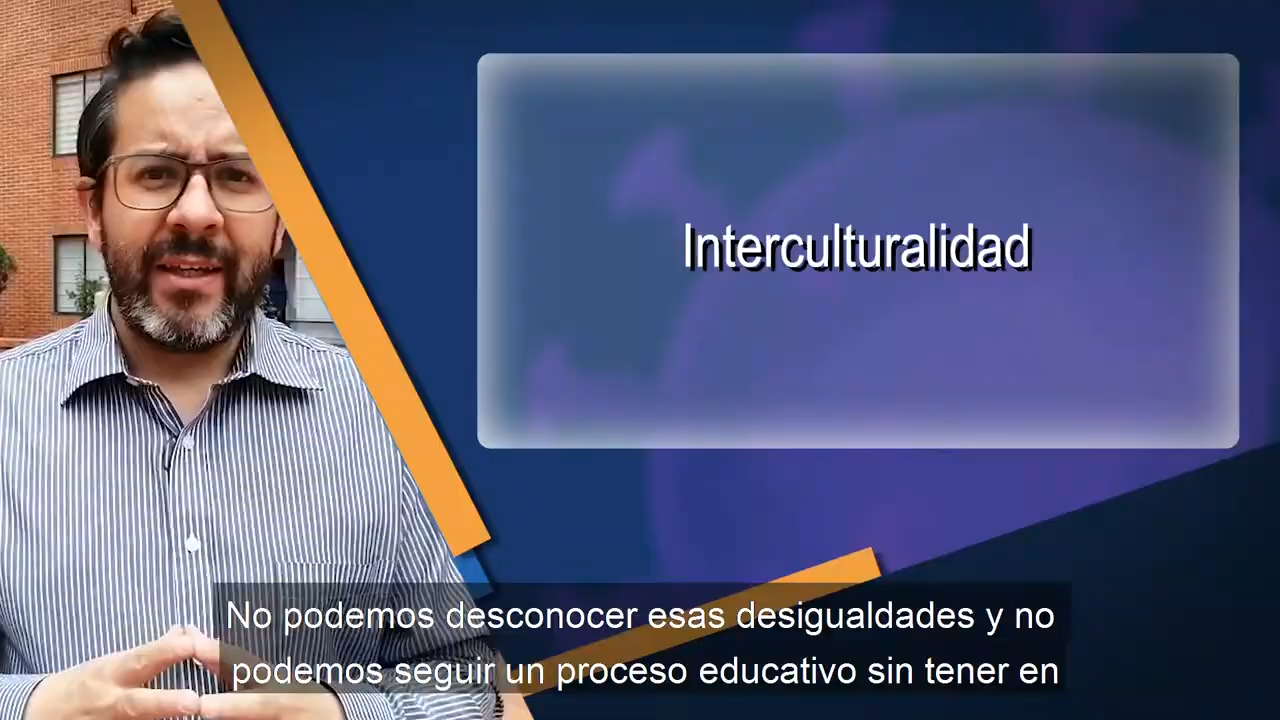 Interculturalidad
No podemos desconocer esas desigualdades y no
podemos seguir un proceso educativo sin tener en